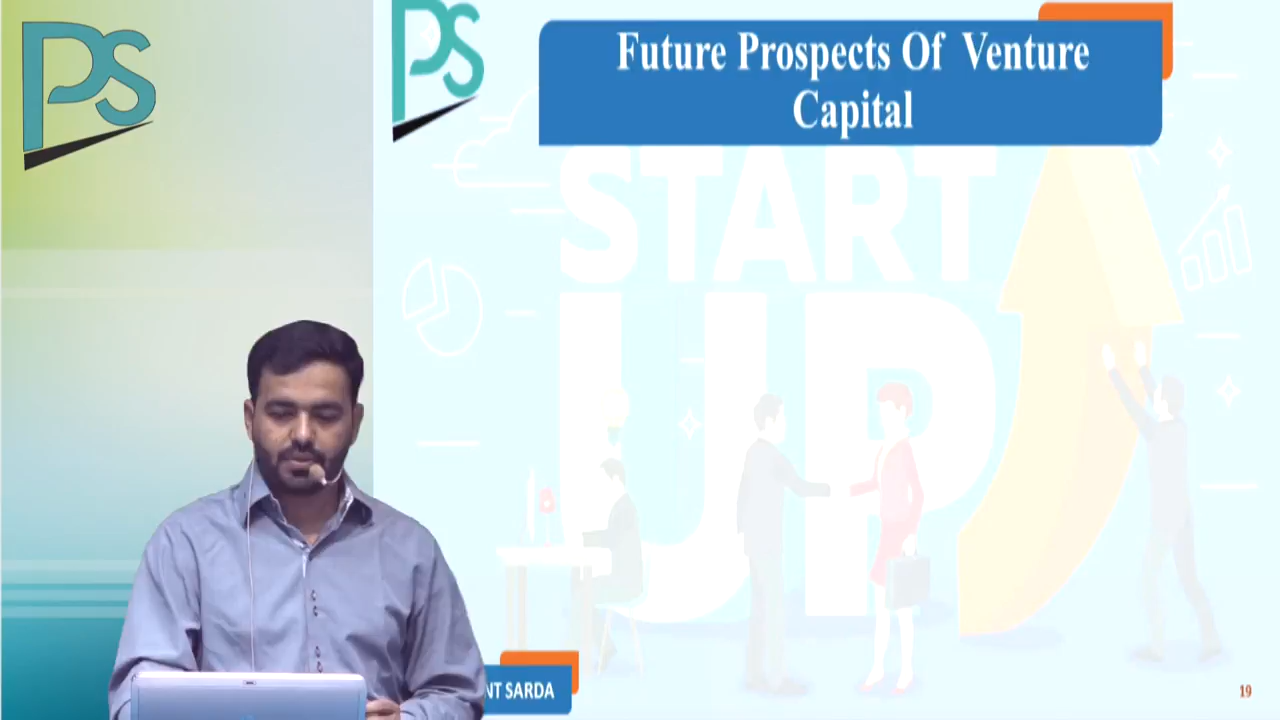 PS
PS
Future Prospects Of Venture
Capital
START
UP
NT SARDA
19